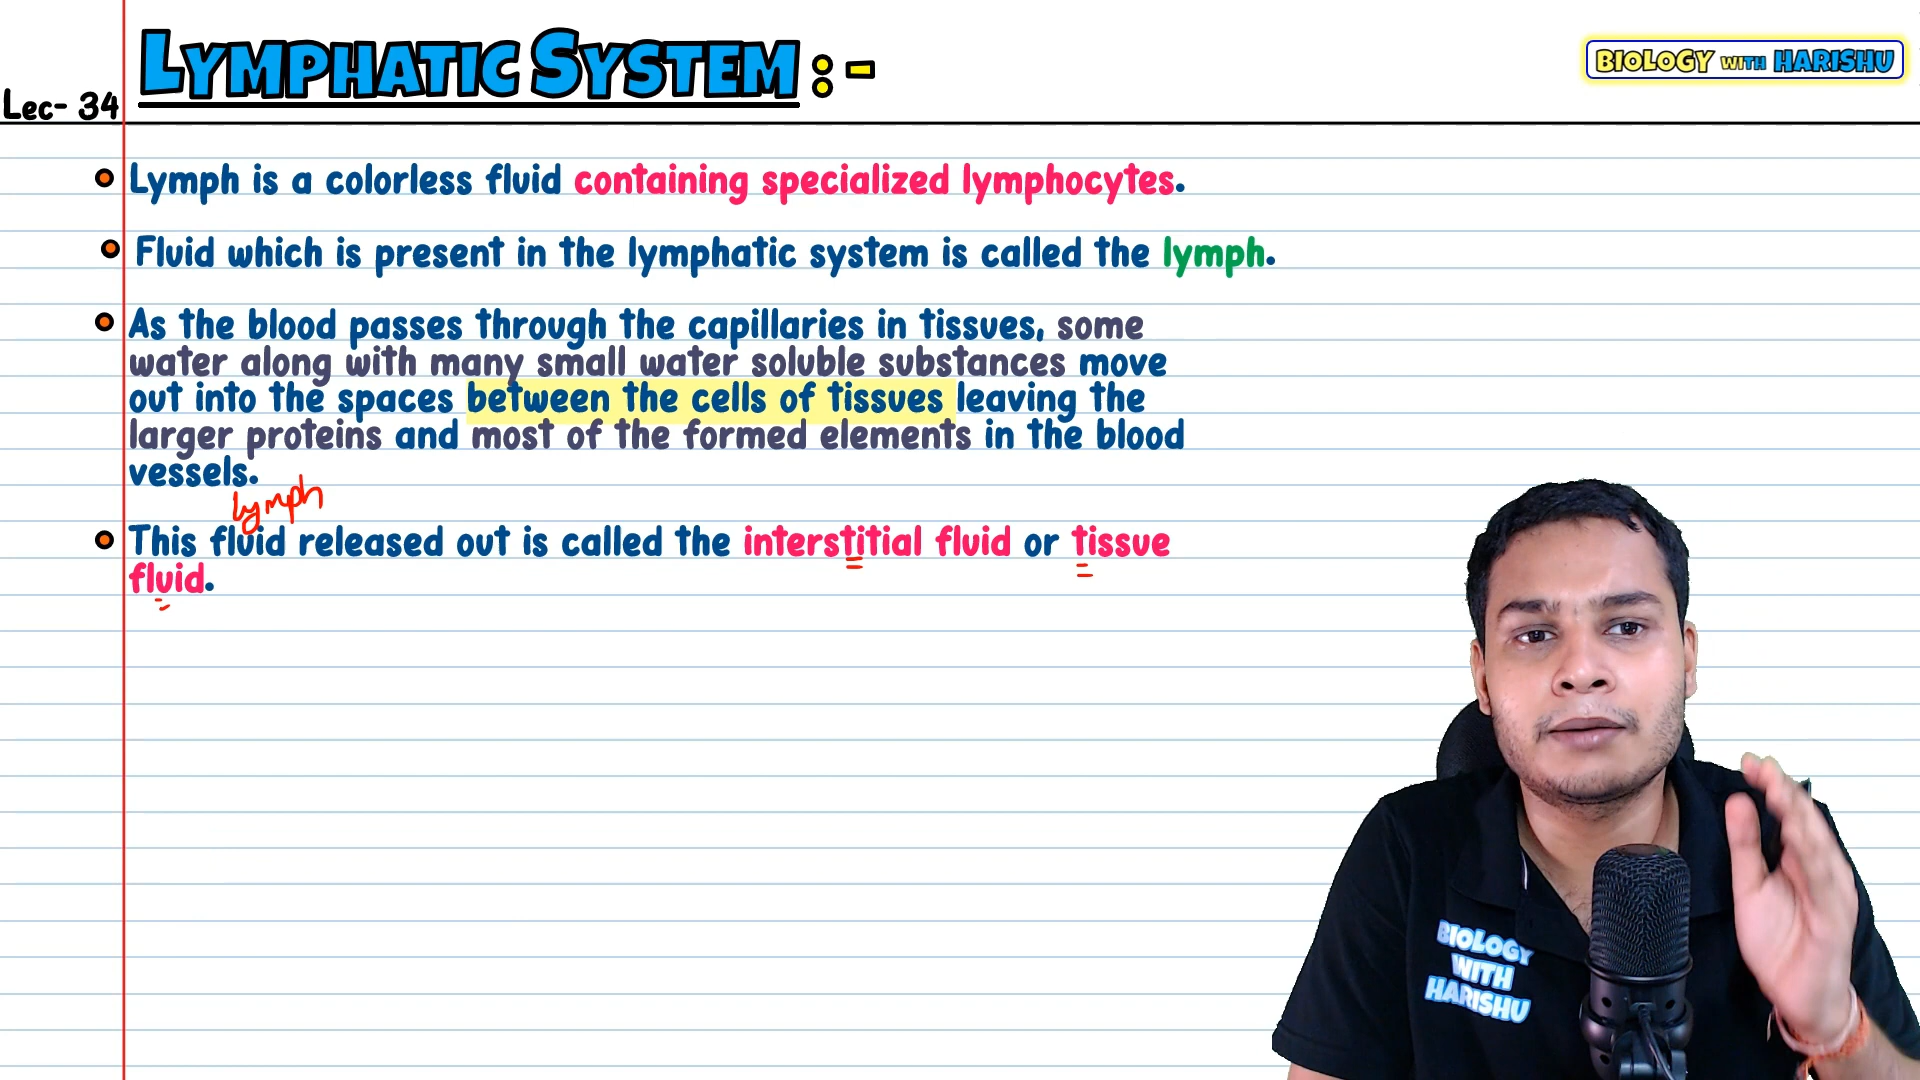 LYMPHATIC SYSTEM :-
BIOLOGY WITH HARISHU
Lec- 34
Lymph is a colorless fluid containing specialized lymphocytes.
Fluid which is present in the lymphatic system is called the lymph.
As the blood passes through the capillaries in tissues, some
water along with many small water soluble substances move
out into the spaces between the cells of tissues leaving the
larger proteins and most of the formed elements in the blood
vessels.
lymph
This fluid released out is called the interstitial fluid or tissue
fluid.
BIOLOGY
WITH
HARISHU